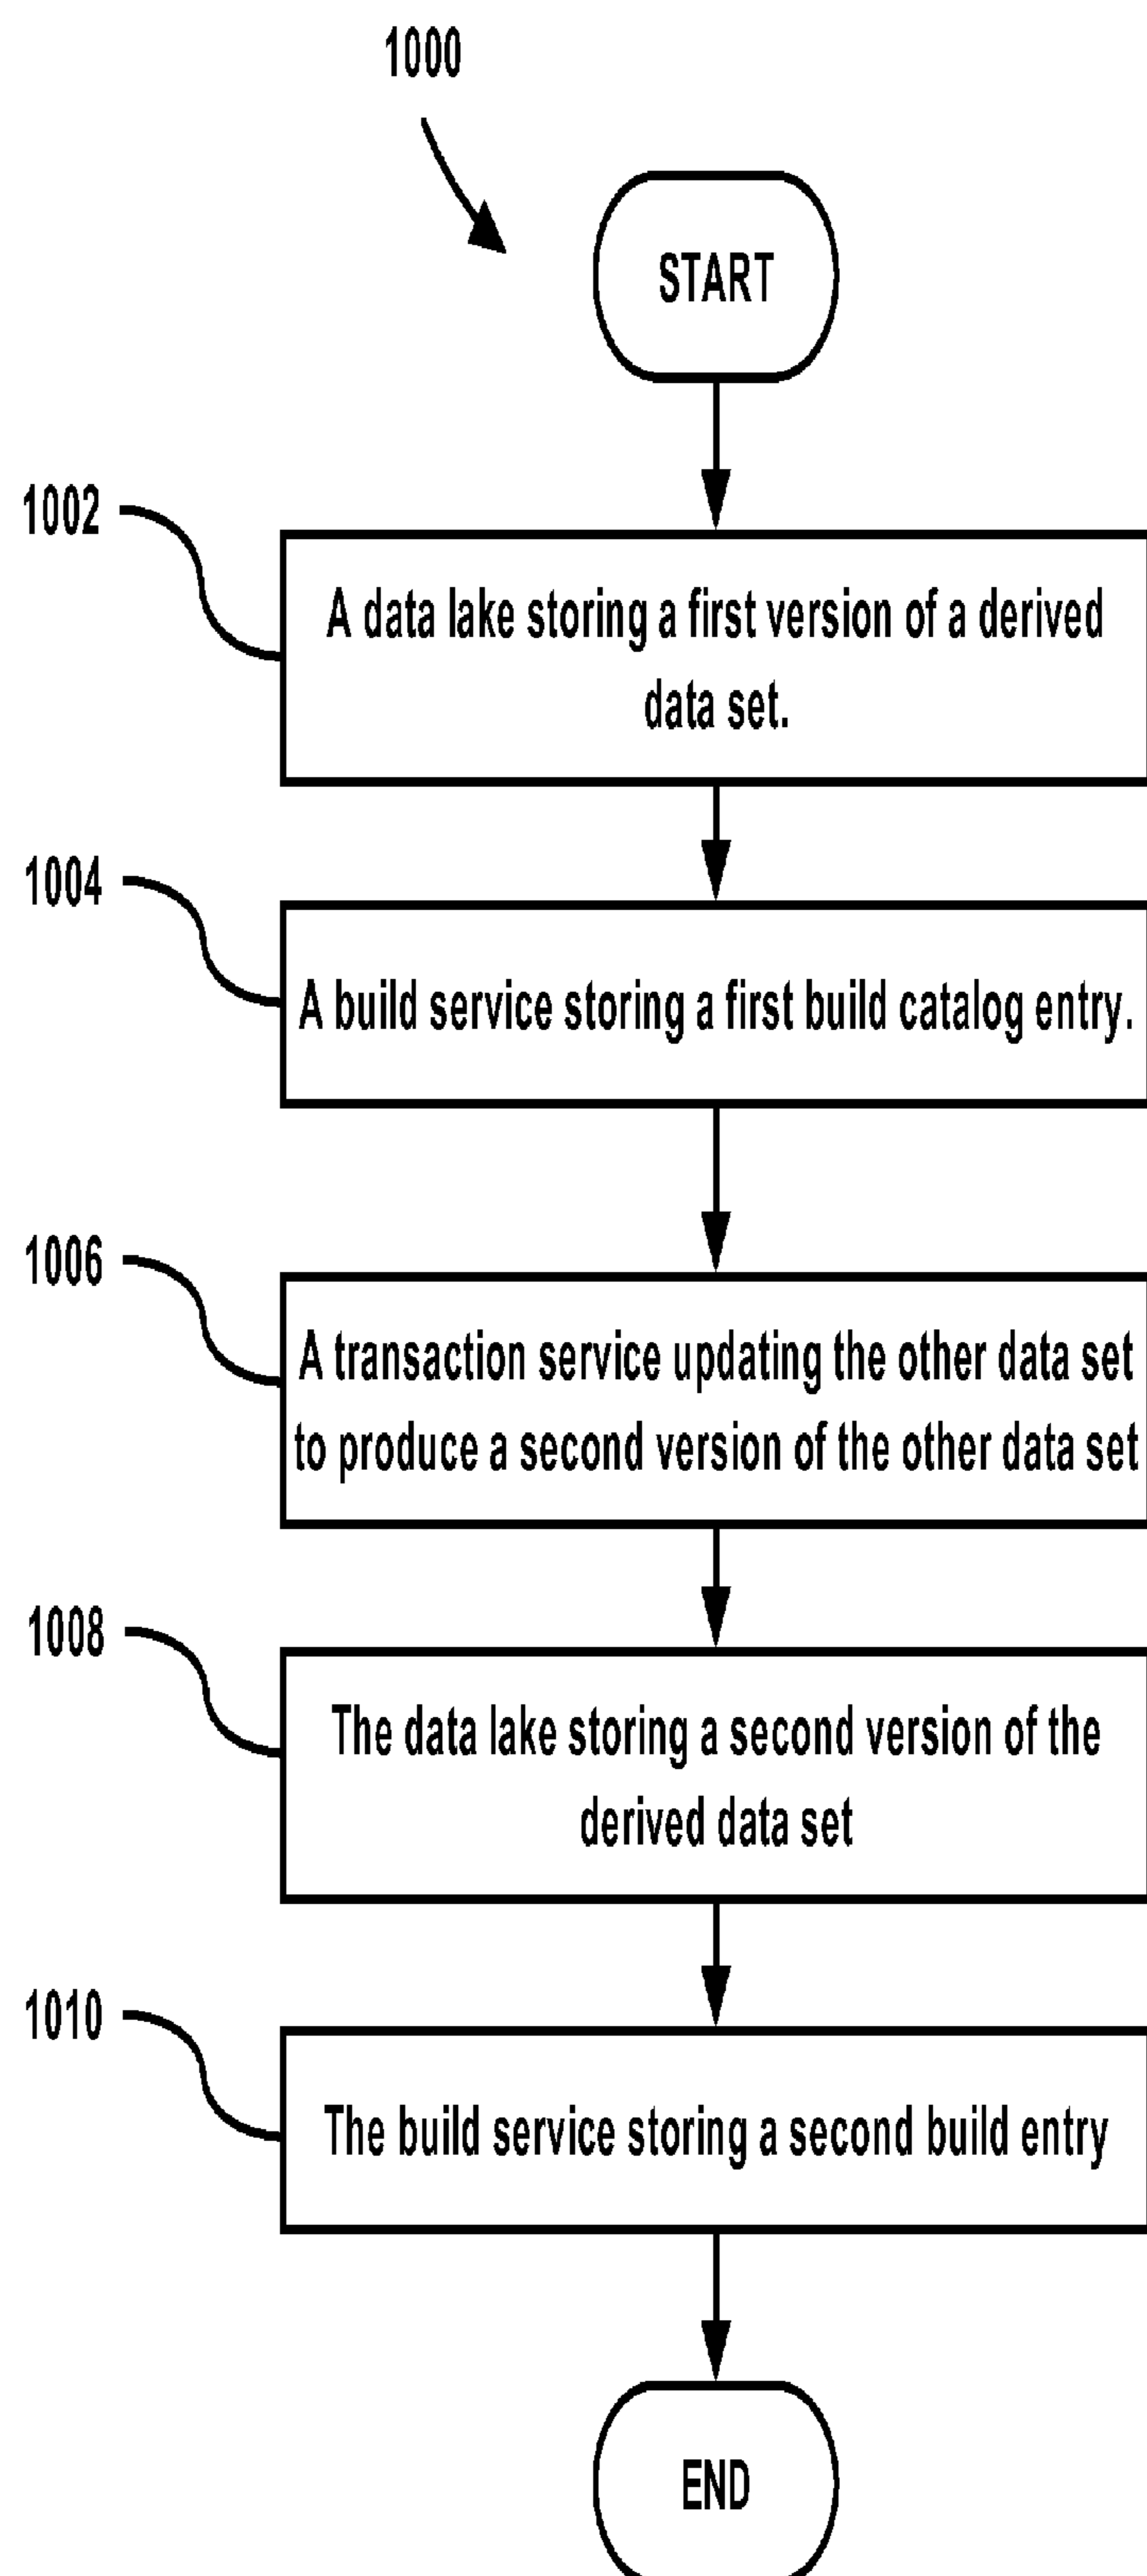 1000
START
1002
A data lake storing a first version of a derived
data set.
1004
A build service storing a first build catalog entry.
1006
A transaction service updating the other data set
to produce a second version of the other data set
1008
The data lake storing a second version of the
derived data set
1010
The build service storing a second build entry
END